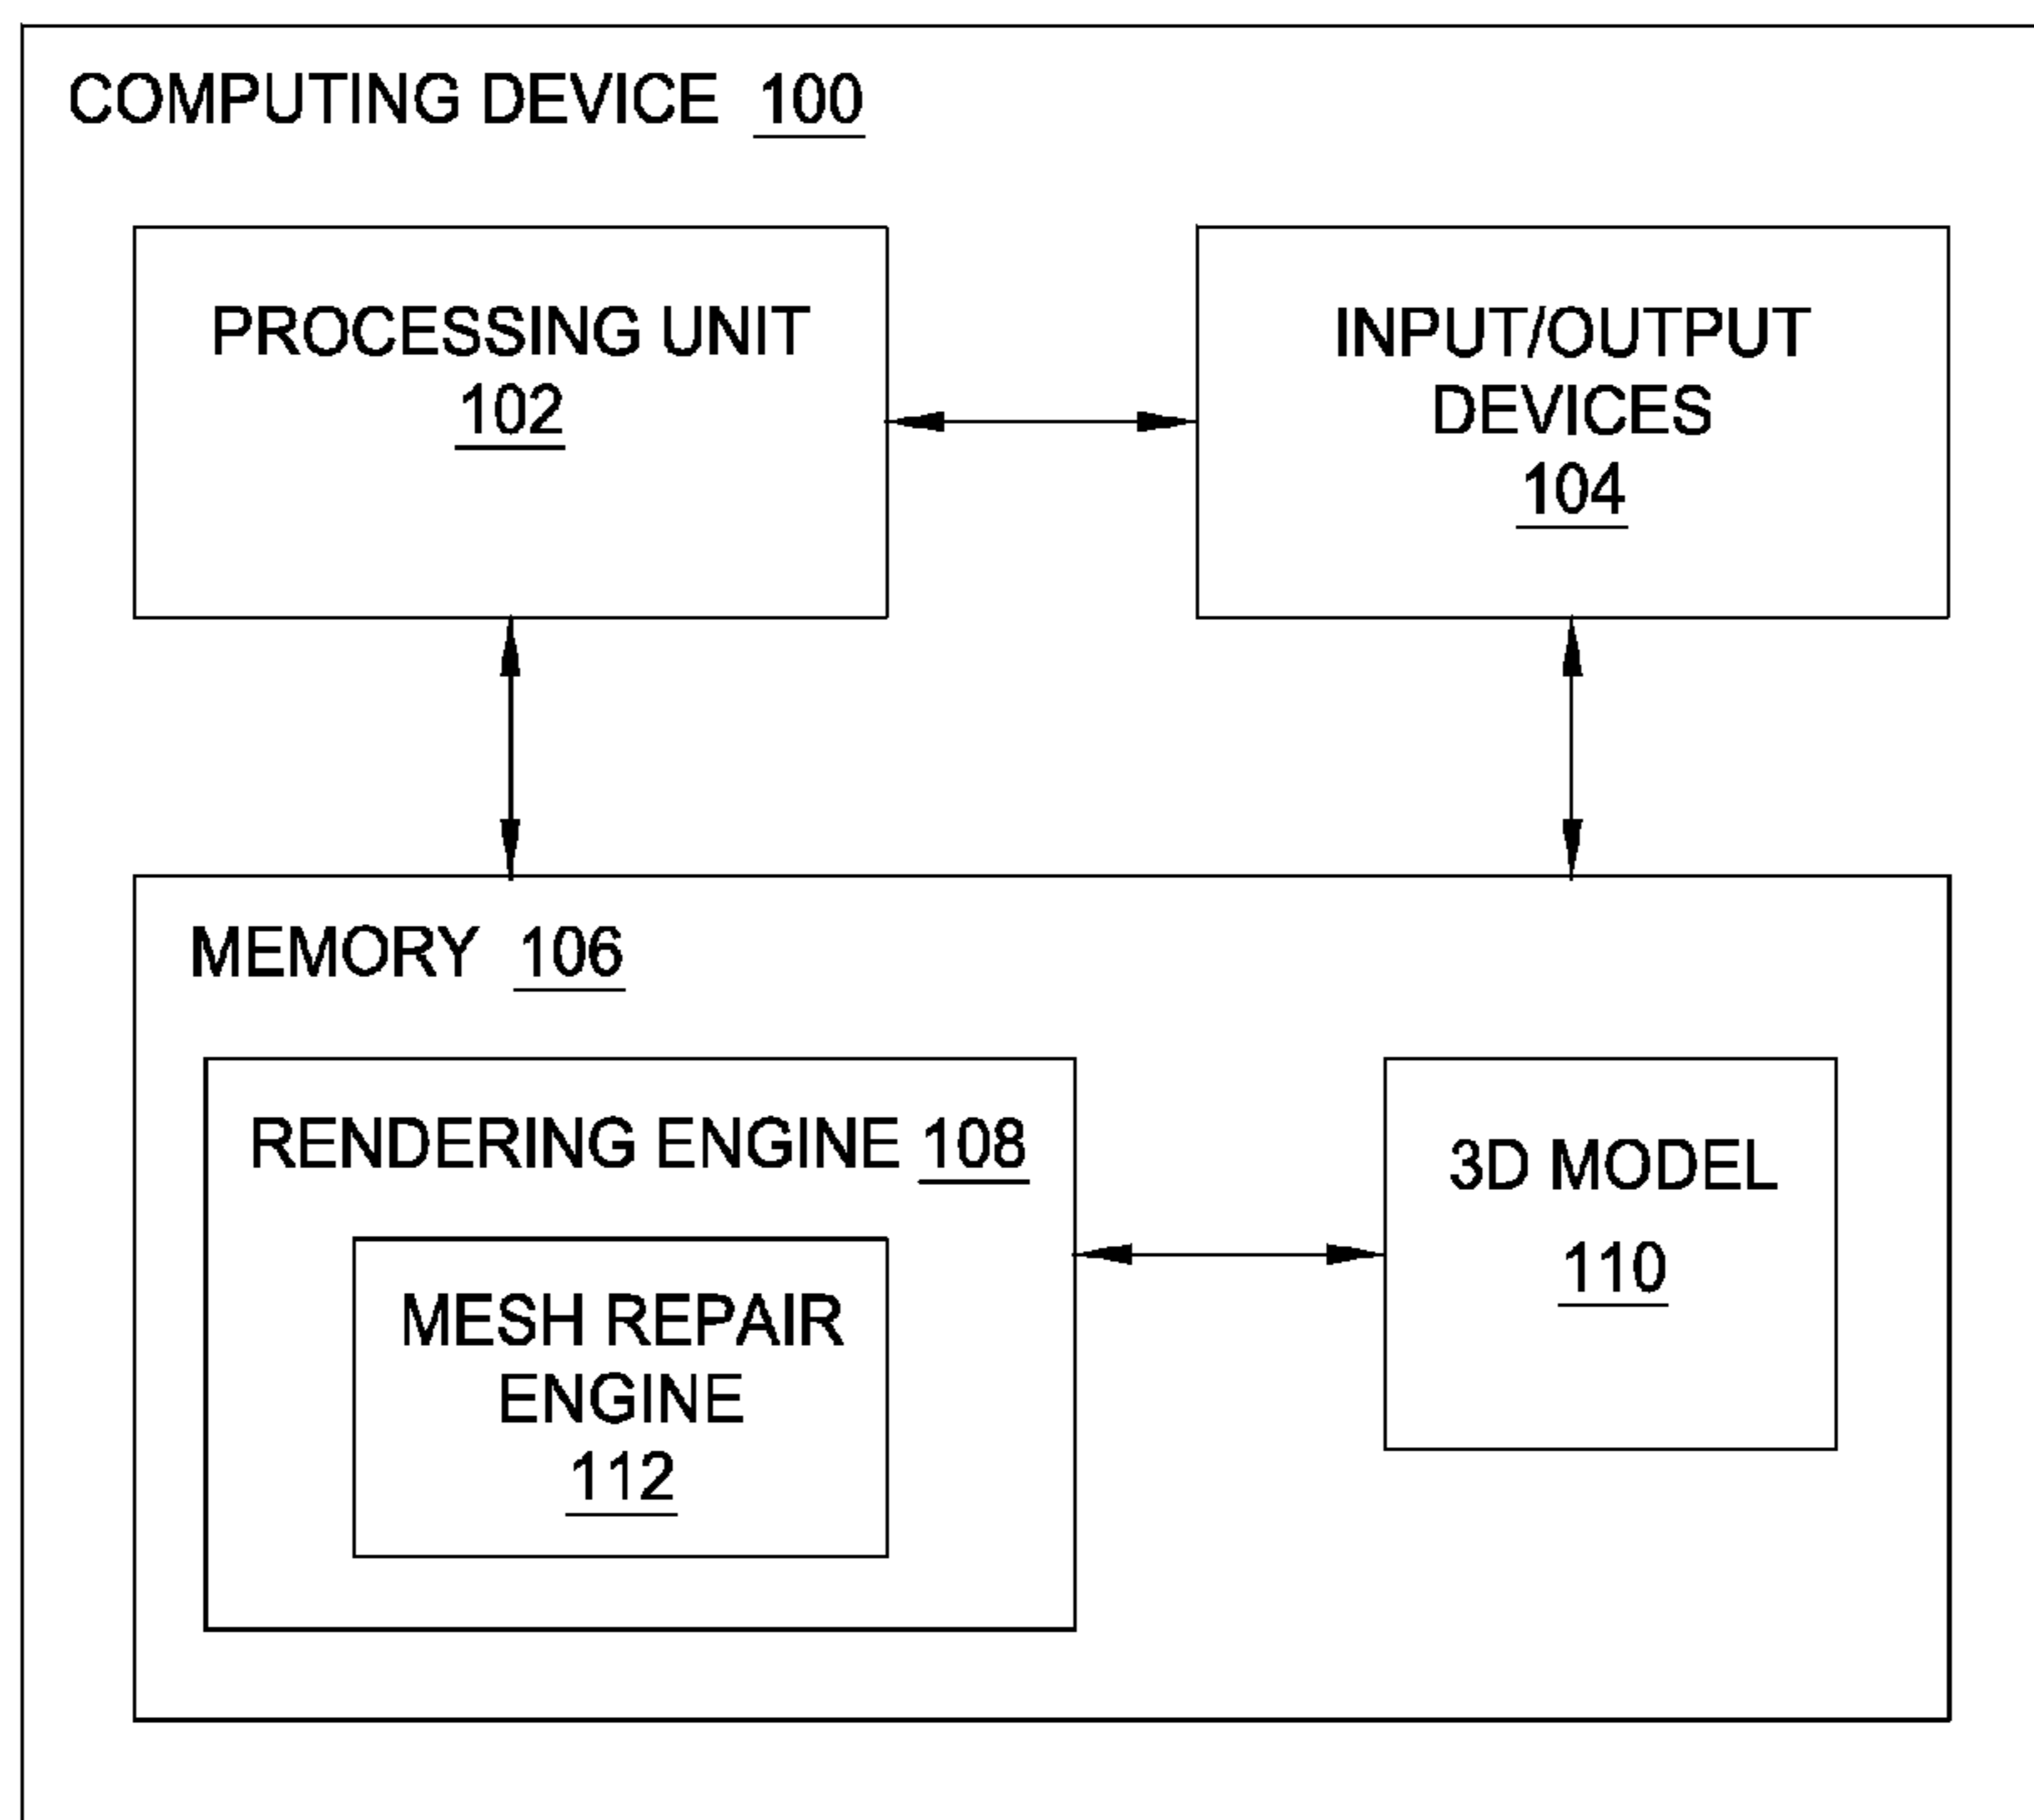 COMPUTING DEVICE 100
PROCESSING UNIT
102
INPUT/OUTPUT
DEVICES
104
MEMORY 106
RENDERING ENGINE 108
MESH REPAIR
ENGINE
112
3D MODEL
110